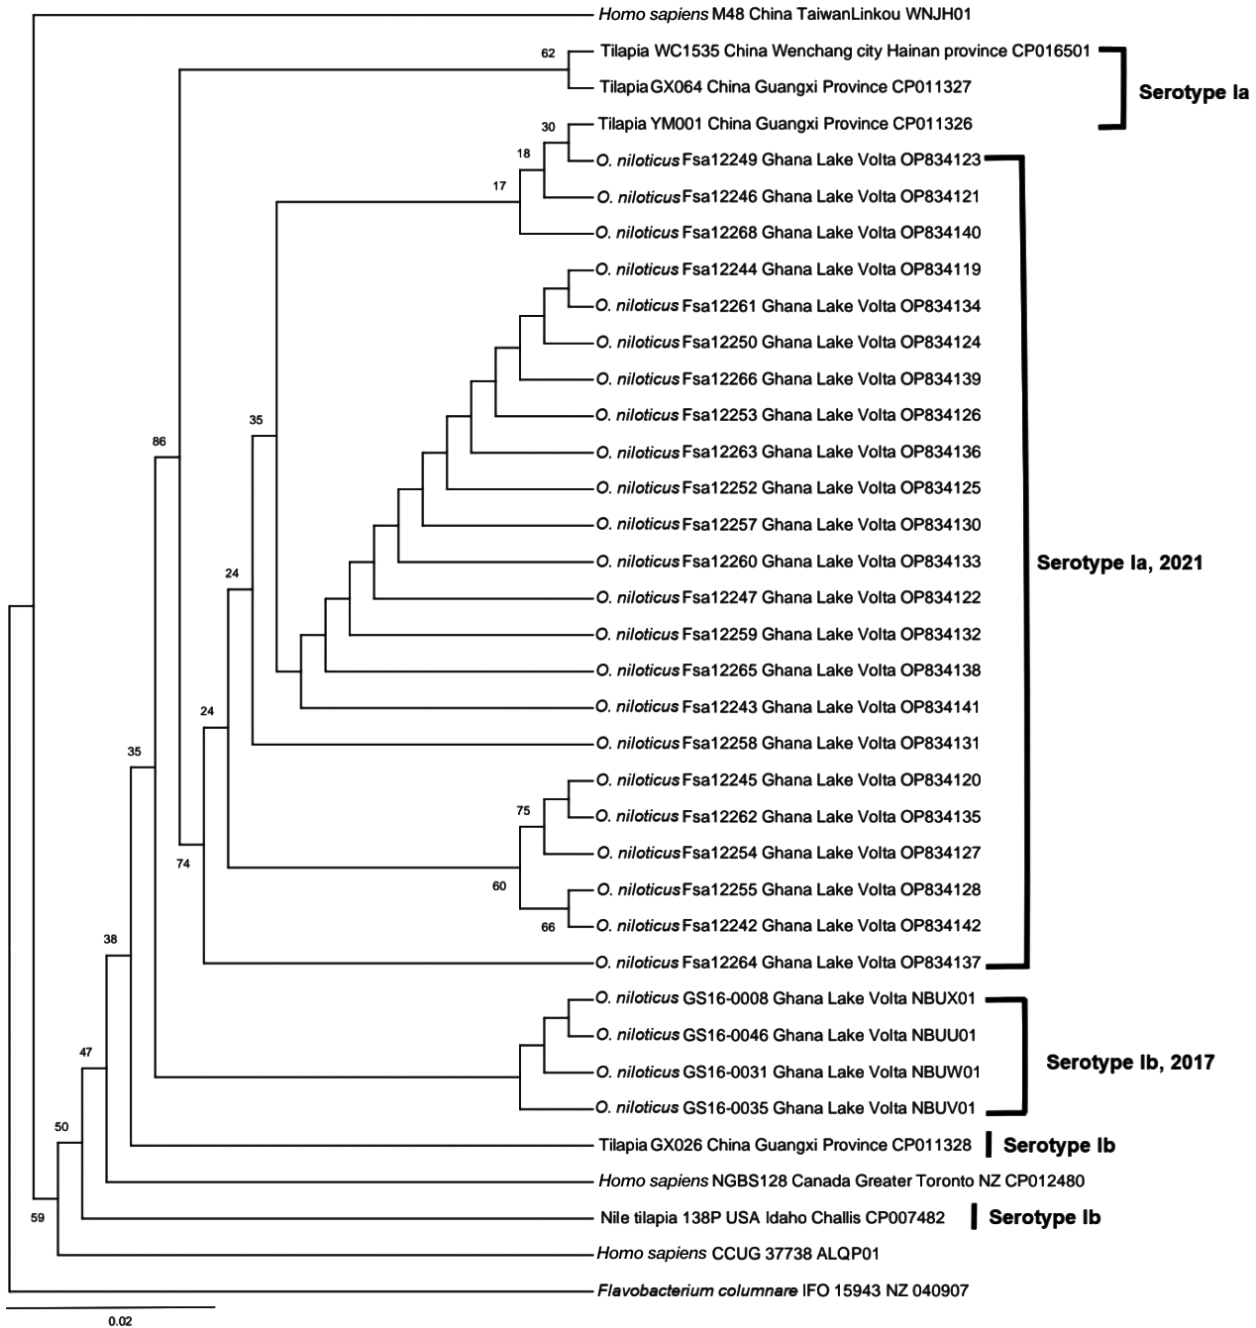 Homo sapiens M48 China TaiwanLinkou WNJH01
62
Tilapia WC1535 China Wenchang city Hainan province CP016501
Tilapia GX064 China Guangxi Province CP011327
Serotype Ia
30
Tilapia YM001 China Guangxi Province CP011326
18
O. niloticus Fsa12249 Ghana Lake Volta OP834123
17
O. niloticus Fsa12246 Ghana Lake Volta OP834121
O. niloticus Fsa12268 Ghana Lake Volta OP834140
O. niloticus Fsa12244 Ghana Lake Volta OP834119
O. niloticus Fsa12261 Ghana Lake Volta OP834134
O. niloticus Fsa12250 Ghana Lake Volta OP834124
O. niloticus Fsa12266 Ghana Lake Volta OP834139
O. niloticus Fsa12253 Ghana Lake Volta OP834126
35
86
O. niloticus Fsa12263 Ghana Lake Volta OP834136
O. niloticus Fsa12252 Ghana Lake Volta OP834125
O. niloticus Fsa12257 Ghana Lake Volta OP834130
O. niloticus Fsa12260 Ghana Lake Volta OP834133
Serotype Ia, 2021
24
O. niloticus Fsa12247 Ghana Lake Volta OP834122
O. niloticus Fsa12259 Ghana Lake Volta OP834132
O. niloticus Fsa12265 Ghana Lake Volta OP834138
O. niloticus Fsa12243 Ghana Lake Volta OP834141
24
O. niloticus Fsa12258 Ghana Lake Volta OP834131
35
O. niloticus Fsa12245 Ghana Lake Volta OP834120
75
O. niloticus Fsa12262 Ghana Lake Volta OP834135
O. niloticus Fsa12254 Ghana Lake Volta OP834127
74
60
O. niloticus Fsa12255 Ghana Lake Volta OP834128
66
O. niloticus Fsa12242 Ghana Lake Volta OP834142
38
O. niloticus Fsa12264 Ghana Lake Volta OP834137
O. niloticus GS16-0008 Ghana Lake Volta NBUX01
O. niloticus GS16-0046 Ghana Lake Volta NBUU01
47
Serotype Ib, 2017
O. niloticus GS16-0031 Ghana Lake Volta NBUW01
O. niloticus GS16-0035 Ghana Lake Volta NBUV01
50
Tilapia GX026 China Guangxi Province CP011328
Serotype Ib
Homo sapiens NGBS128 Canada Greater Toronto NZ CP012480
59
Nile tilapia 138P USA Idaho Challis CP007482
Serotype Ib
Homo sapiens CCUG 37738 ALQP01
Flavobacterium columnare IFO 15943 NZ 040907
0.02